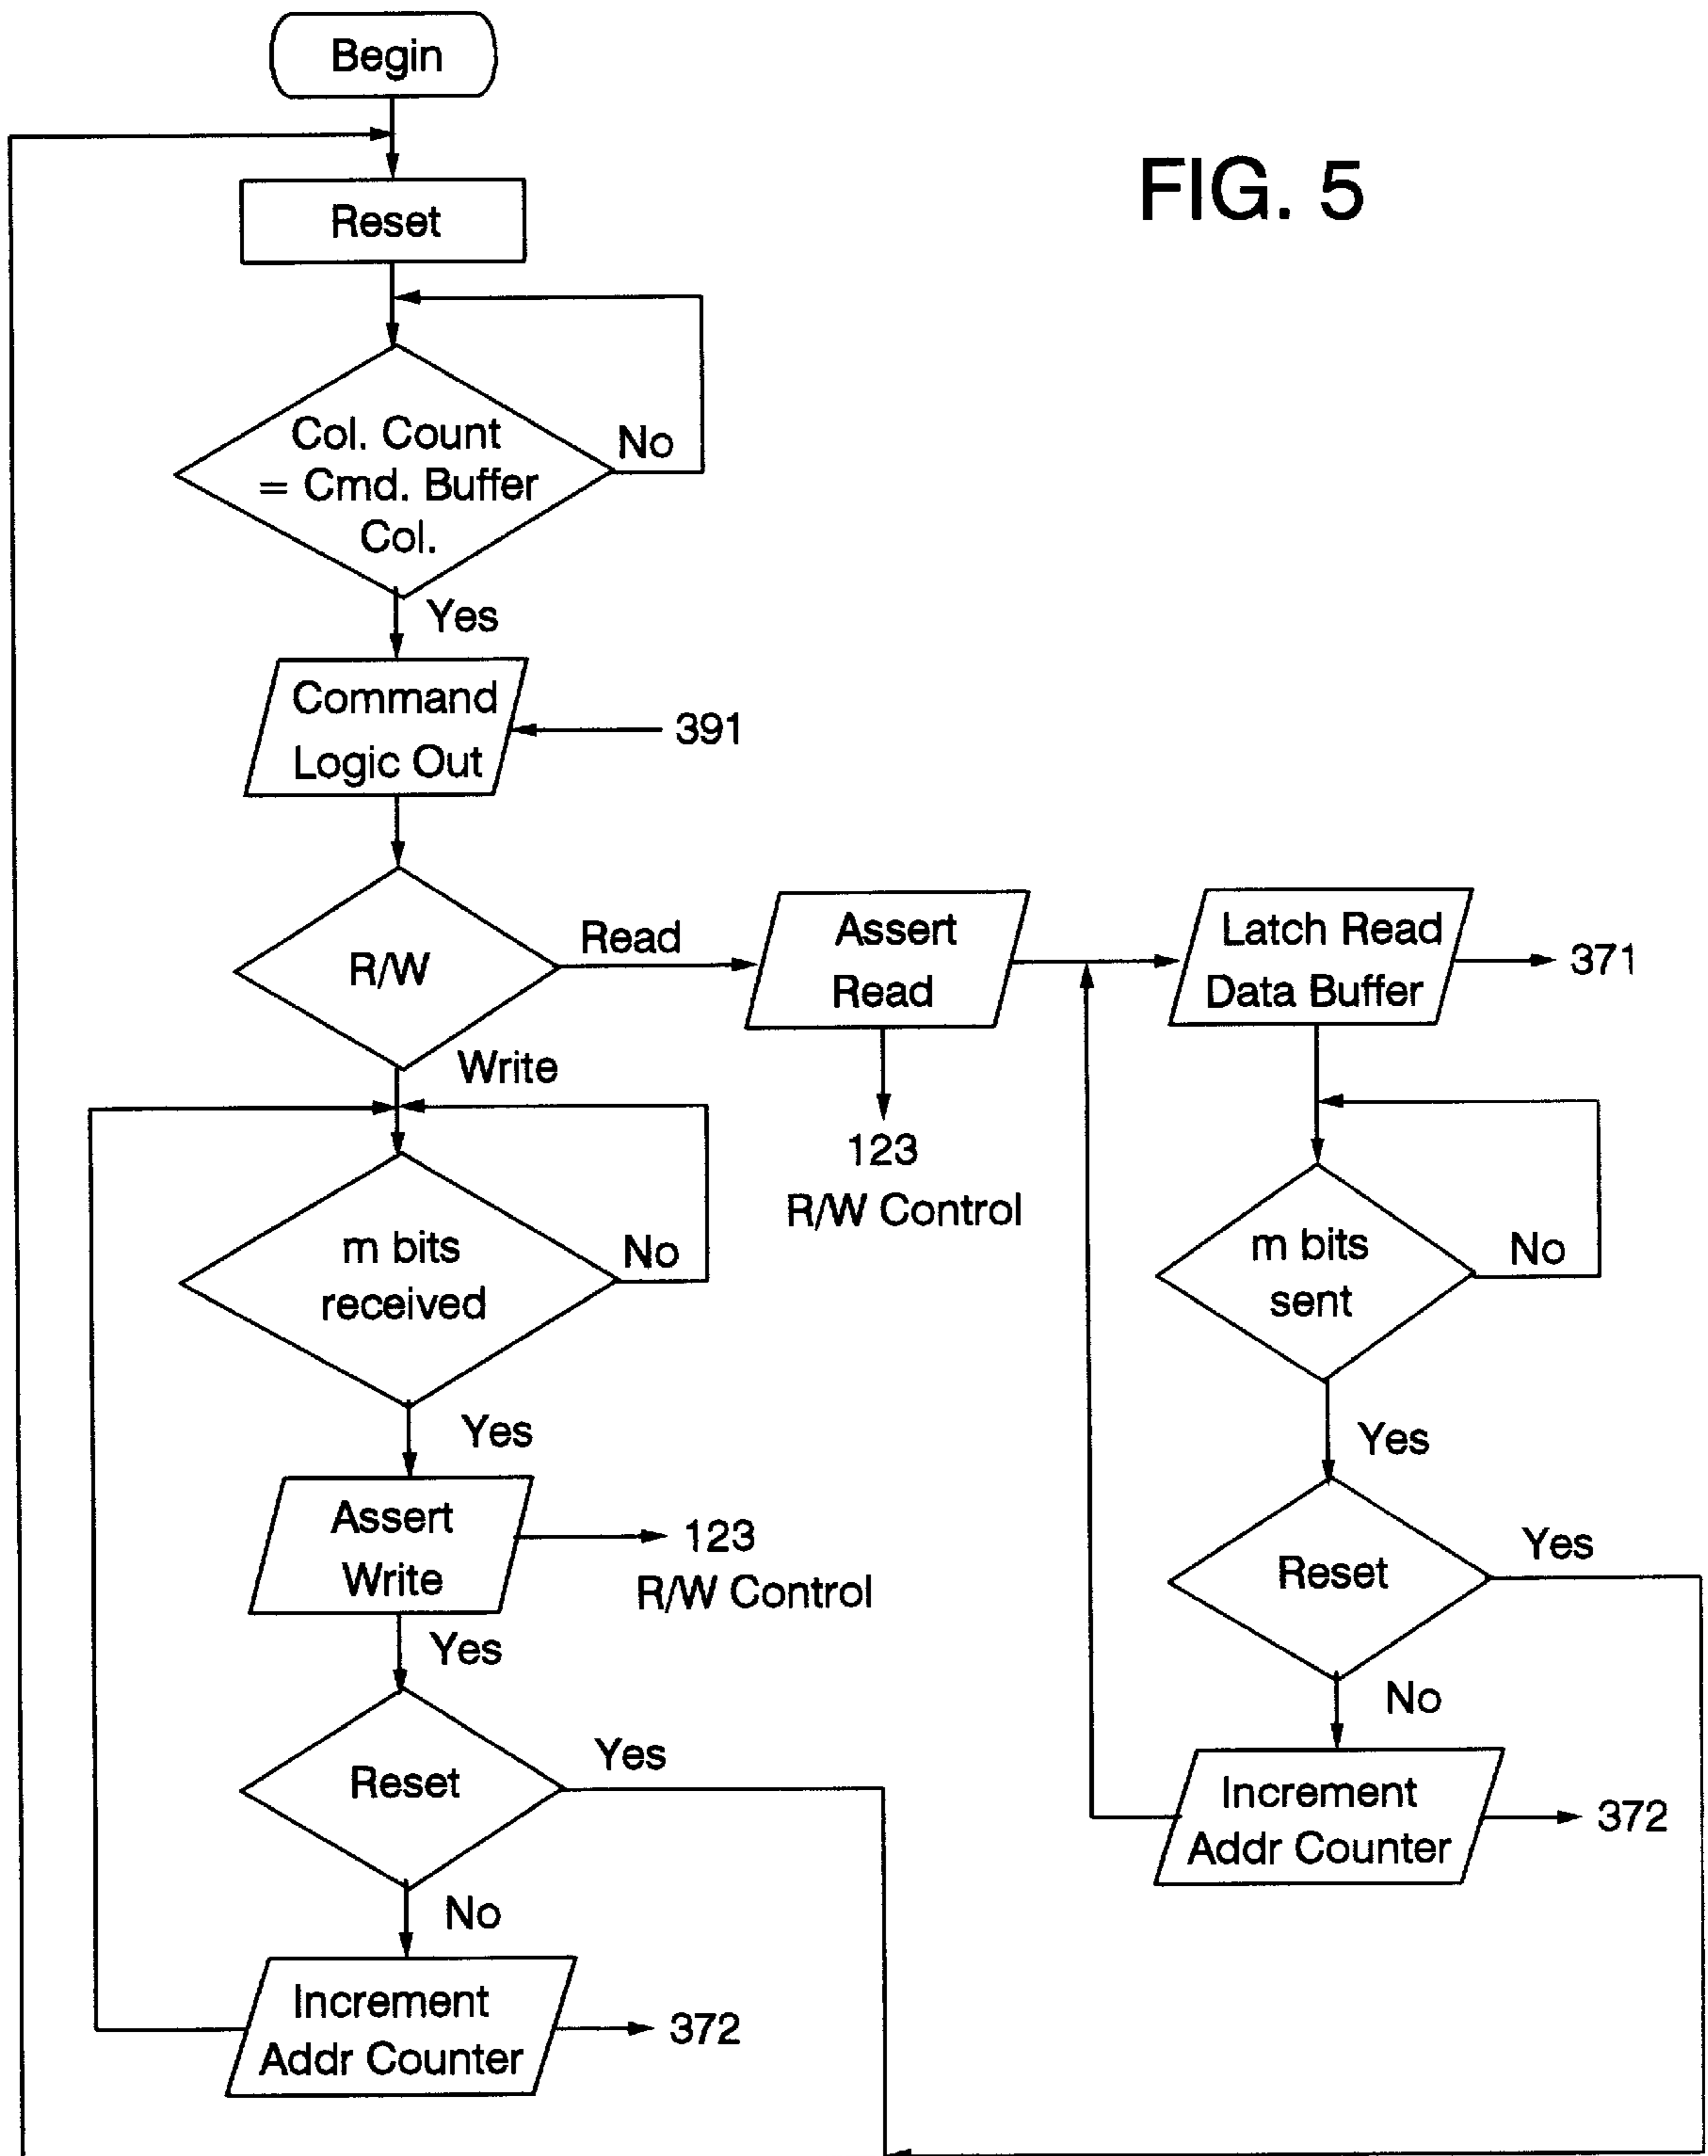 Begin
FIG. 5
Reset
Col. Count
= Cmd. Buffer
Col.
No
Yes
Command
Logic Out
391
R/W
Read
Write
Assert
Read
123
R/W Control
Latch Read
Data Buffer
371
m bits
received
No
Yes
m bits
sent
No
Yes
Assert
Write
123
R/W Control
Yes
Reset
Yes
No
Reset
Yes
No
Increment
Addr Counter
372
Increment
Addr Counter
372